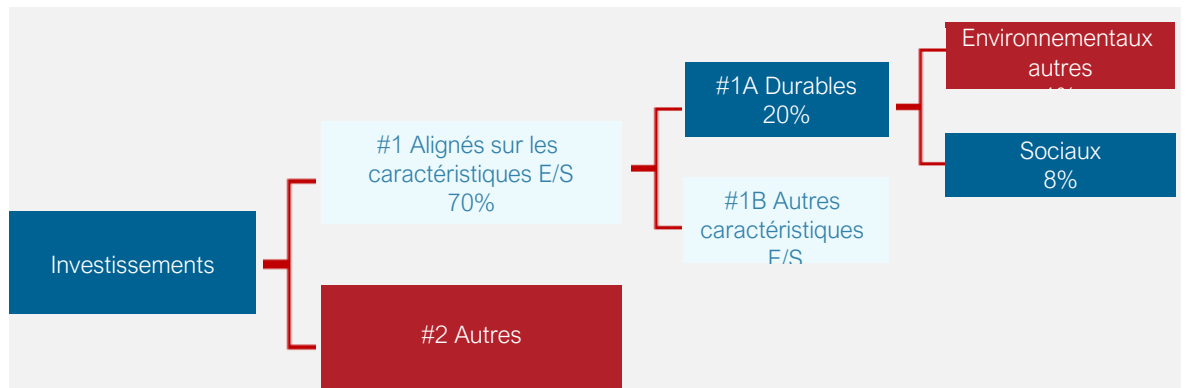 Investissements
#1 Alignés sur les
caractéristiques E/S
70%
#2 Autres
#1A Durables
20%
#1B Autres
caractéristiques
E/S
Environnementaux
autres
Sociaux
8%